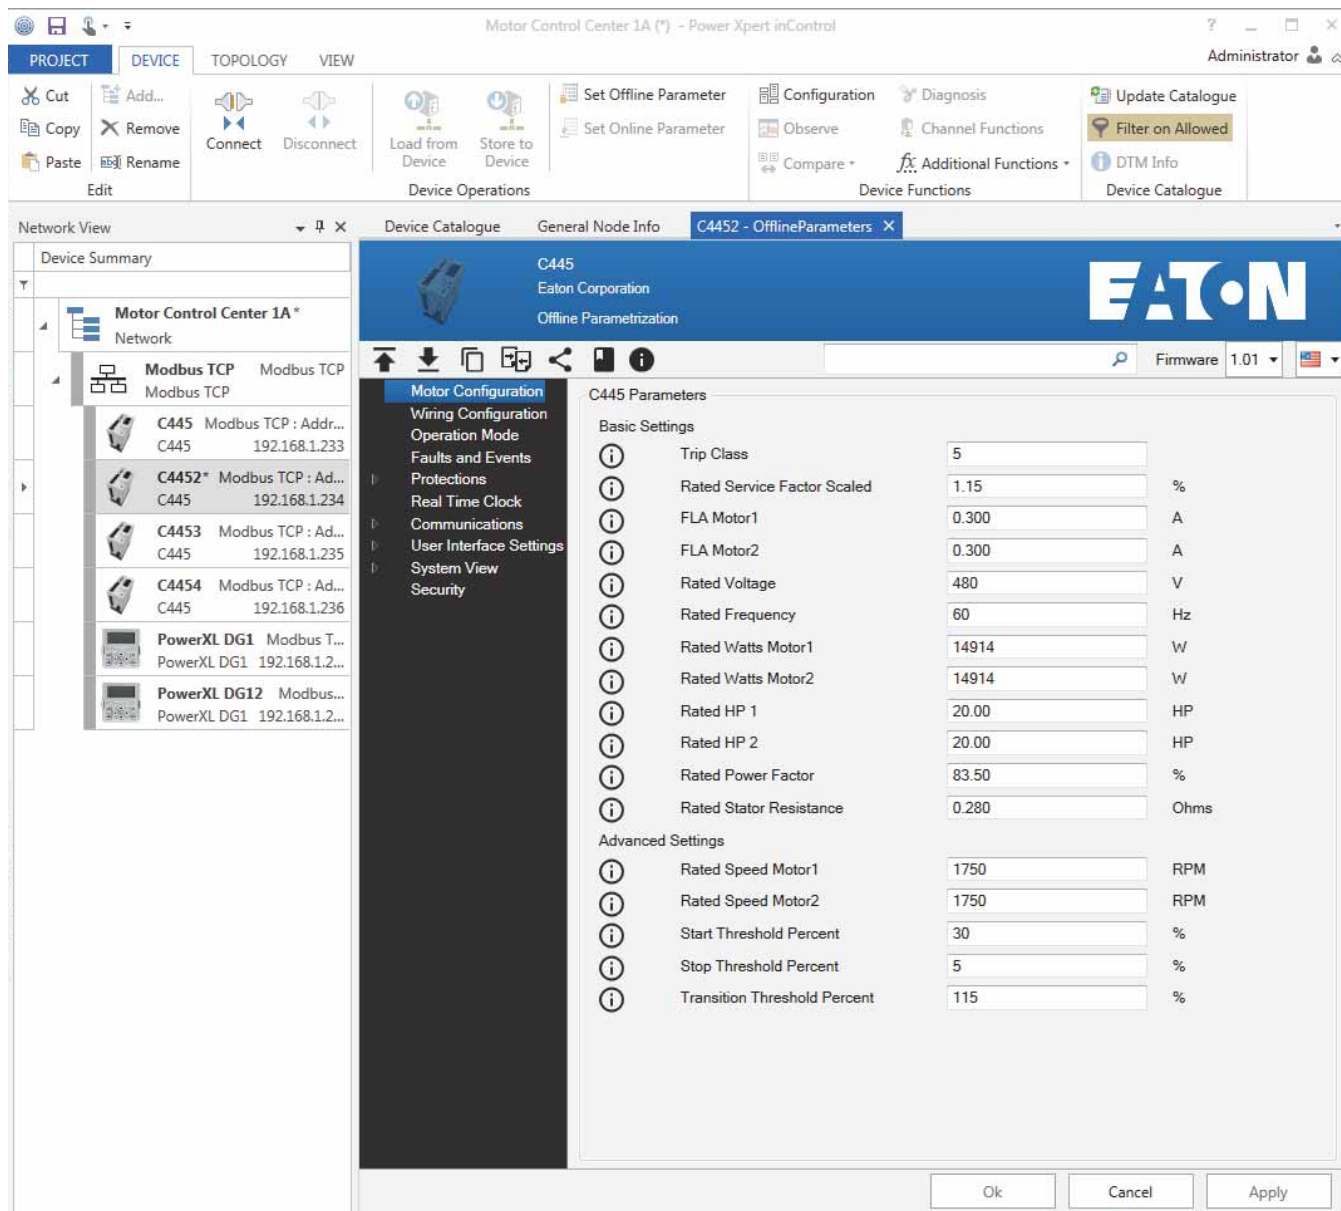 Motor Control Center 1A (*) - Power Xpert inControl
?
PROJECT DEVICE TOPOLOGY VIEW
Administrator
Cut Add... Set Offline Parameter Configuration Diagnosis Update Catalogue
Copy Remove Connect Disconnect Load from Device Store to Device Set Online Parameter Observe Channel Functions Filter on Allowed
Paste Rename Compare fx Additional Functions DTM Info
Edit Device Operations Device Functions Device Catalogue
Network View
Device Summary
Motor Control Center 1A*
Network
Modbus TCP Modbus TCP
Modbus TCP
C445 Modbus TCP : Addr...
C445 192.168.1.233
C4452* Modbus TCP : Ad...
C445 192.168.1.234
C4453 Modbus TCP : Ad...
C445 192.168.1.235
C4454 Modbus TCP : Ad...
C445 192.168.1.236
PowerXL DG1 Modbus T...
PowerXL DG1 192.168.1.2...
PowerXL DG12 Modbus...
PowerXL DG1 192.168.1.2...
Device Catalogue General Node Info C4452 - OfflineParameters
C445
Eaton Corporation
Offline Parametrization
EATON
Firmware 1.01
Motor Configuration
Wiring Configuration
Operation Mode
Faults and Events
Protections
Real Time Clock
Communications
User Interface Settings
System View
Security
C445 Parameters
Basic Settings
Trip Class 5
Rated Service Factor Scaled 1.15 %
FLA Motor1 0.300 A
FLA Motor2 0.300 A
Rated Voltage 480 V
Rated Frequency 60 Hz
Rated Watts Motor1 14914 W
Rated Watts Motor2 14914 W
Rated HP 1 20.00 HP
Rated HP 2 20.00 HP
Rated Power Factor 83.50 %
Rated Stator Resistance 0.280 Ohms
Advanced Settings
Rated Speed Motor1 1750 RPM
Rated Speed Motor2 1750 RPM
Start Threshold Percent 30 %
Stop Threshold Percent 5 %
Transition Threshold Percent 115 %
Ok Cancel Apply